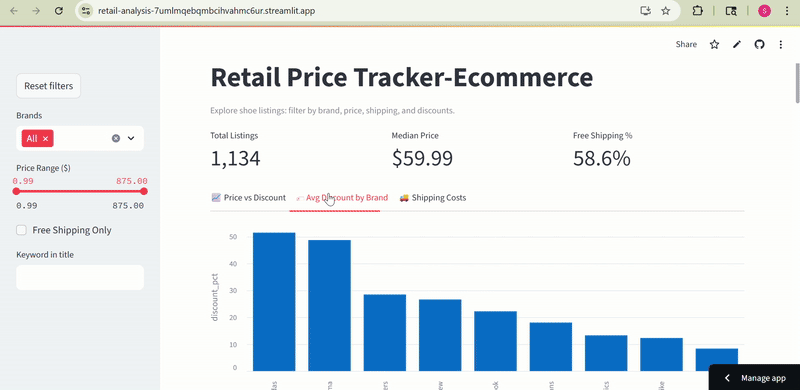 retail-analysis-7umlmqebqmbcihvahmc6ur.streamlit.app
S
Share
Reset filters
Brands
All
Price Range ($)
0.99 875.00
0.99 875.00
Free Shipping Only
Keyword in title
Retail Price Tracker-Ecommerce
Explore shoe listings: filter by brand, price, shipping, and discounts.
Total Listings Median Price Free Shipping %
1,134 $59.99 58.6%
Price vs Discount Avg Discount by Brand Shipping Costs
discount_pct
50
40
30
20
10
0
das
ma
ers
ew
ok
ns
ics
ike
Manage app